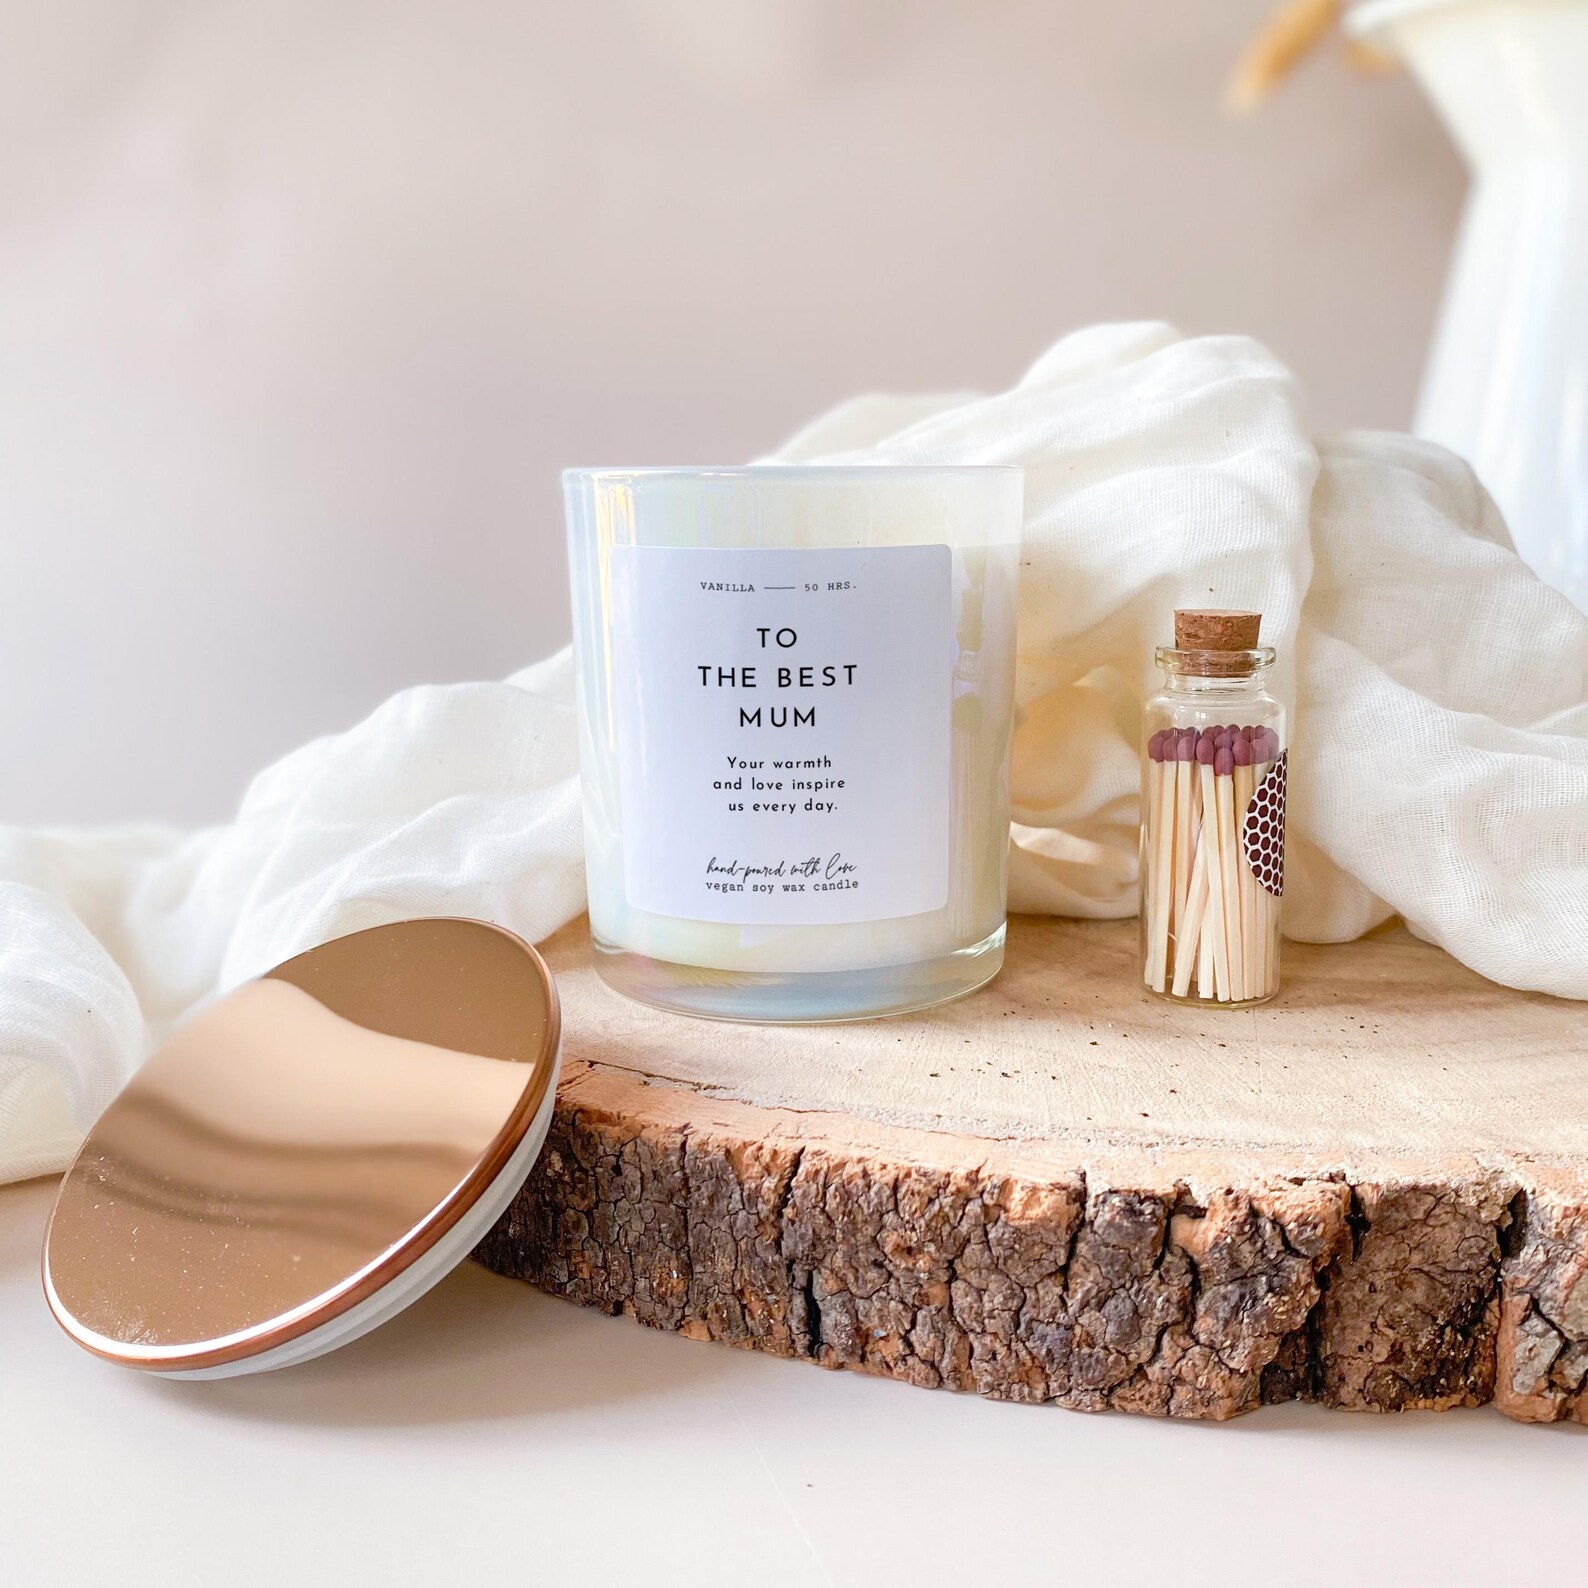 VANILLA —— 50 HRS.
TO
THE BEST
MUM
Your warmth
and love inspire
us every day.
hand-poured with love
vegan soy wax candle